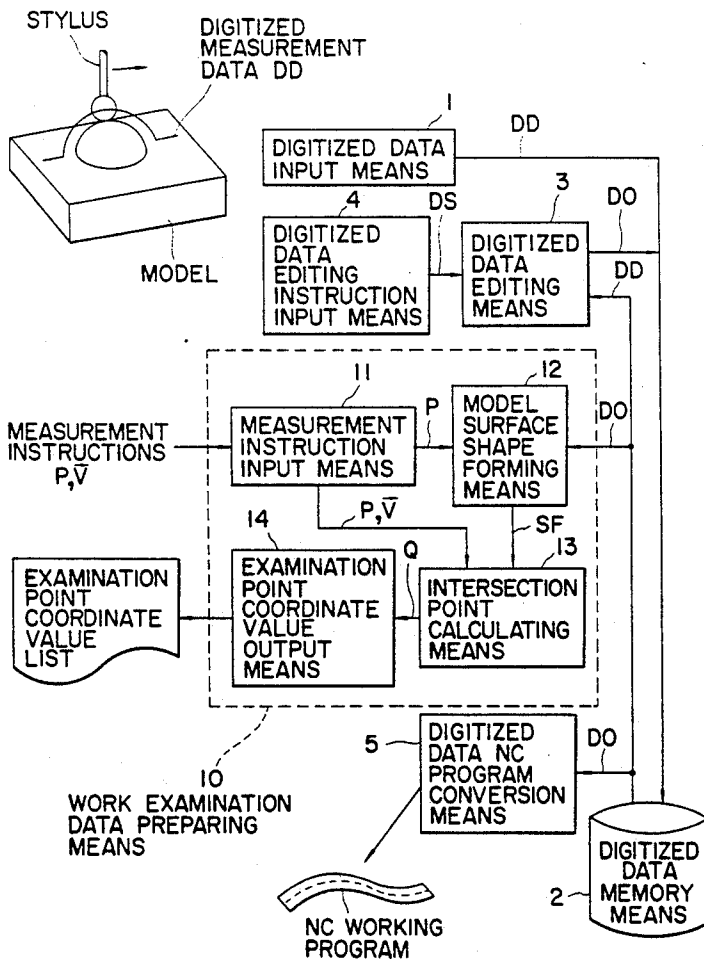 STYLUS
DIGITIZED
MEASUREMENT
DATA DD
MODEL
1
DIGITIZED DATA
INPUT MEANS
DD
4
DIGITIZED
DATA
EDITING
INSTRUCTION
INPUT MEANS
DS
3
DIGITIZED
DATA
EDITING
MEANS
DO
DD
MEASUREMENT
INSTRUCTIONS
P,V̄
11
MEASUREMENT
INSTRUCTION
INPUT MEANS
P
12
MODEL
SURFACE
SHAPE
FORMING
MEANS
DO
P,V̄
SF
14
EXAMINATION
POINT
COORDINATE
VALUE
OUTPUT
MEANS
Q
13
INTERSECTION
POINT
CALCULATING
MEANS
EXAMINATION
POINT
COORDINATE
VALUE
LIST
10
WORK EXAMINATION
DATA PREPARING
MEANS
5
DIGITIZED
DATA NC
PROGRAM
CONVERSION
MEANS
DO
NC WORKING
PROGRAM
2
DIGITIZED
DATA
MEMORY
MEANS